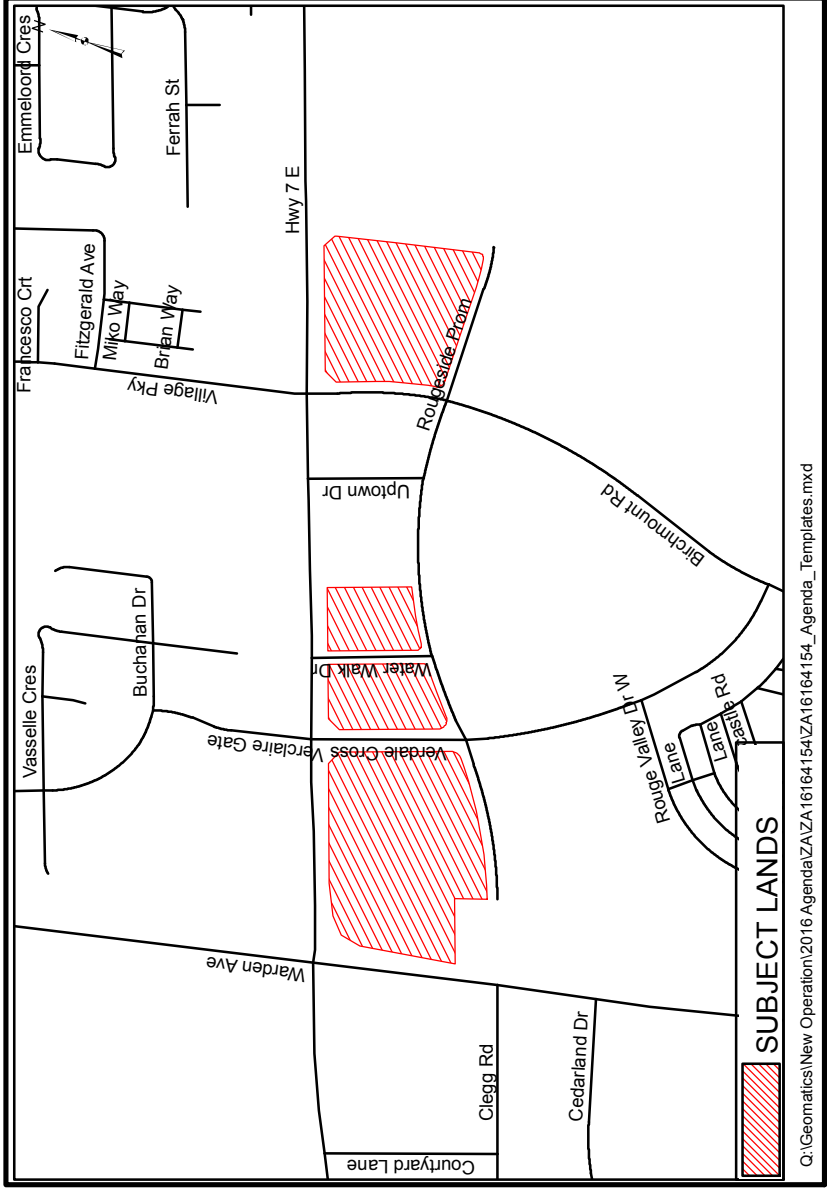 Emmeloord Cres
N
Ferrah St
Francesco Crt
Fitzgerald Ave
Miko Way
Brian Way
Village Pky
Hwy 7 E
Vasselle Cres
Buchanan Dr
Verclaire Gate
Verdale Cross
Water Walk Dr
Uptown Dr
Rougeside Prom
Birchmount Rd
Warden Ave
Rouge Valley Dr W
Lane
Lane
Castle Rd
Clegg Rd
Cedarland Dr
Courtyard Lane
SUBJECT LANDS
Q:\Geomatics\New Operation\2016 Agenda\ZA\ZA16164154\ZA16164154_Agenda_Templates.mxd